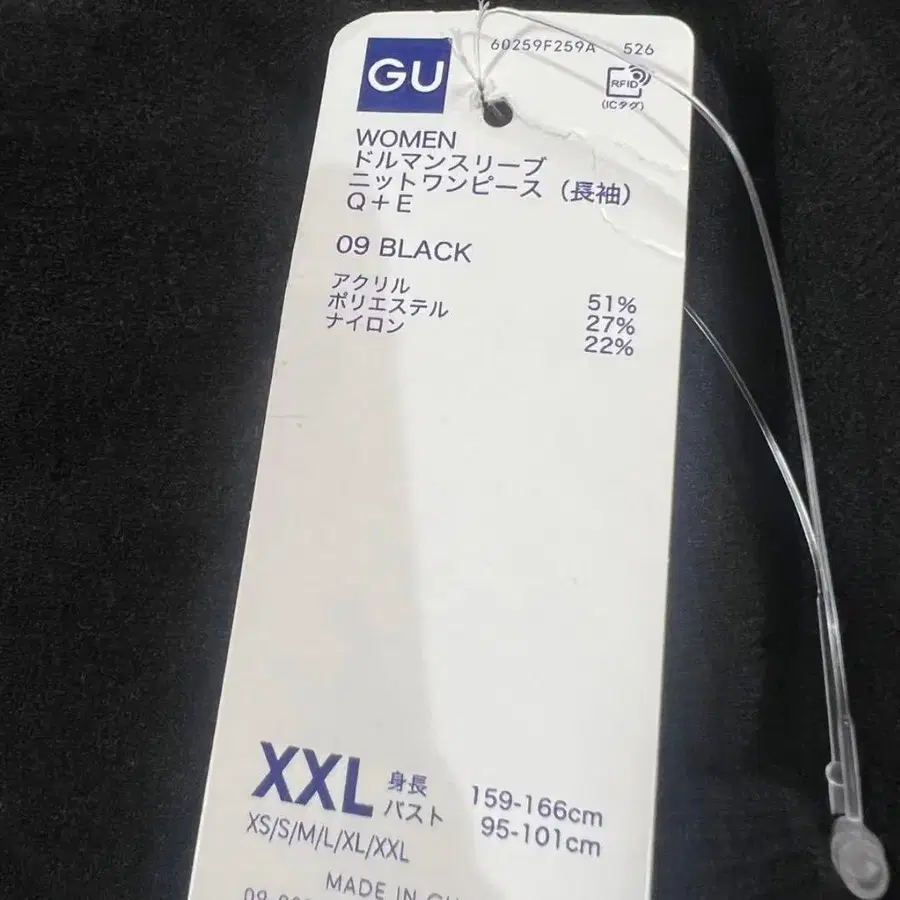 GU
60259F259A 526
RFID
(ICタグ)
WOMEN
ドルマンスリーブ
ニットワンピース（長袖）
Q+E
09 BLACK
アクリル 51%
ポリエステル 27%
ナイロン 22%
XXL 身長 159-166cm
バスト 95-101cm
XS/S/M/L/XL/XXL
MADE IN